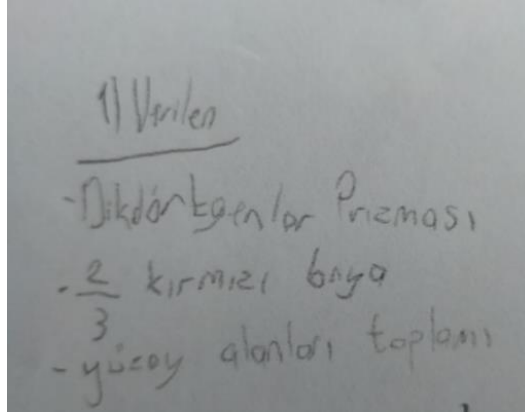 1) Verilen
- Dikdörtgenler Prizması
- 2/3 kırmızı boya
- yüzey alanları toplamı